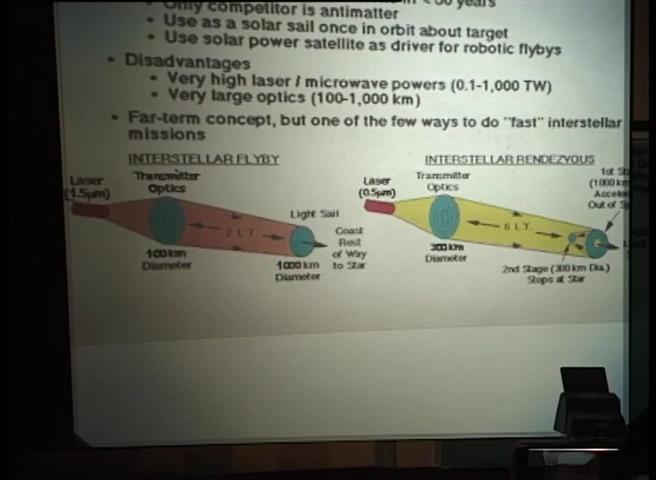 Only competitor is antimatter
• Use as a solar sail once in orbit about target
• Use solar power satellite as driver for robotic flybys
• Disadvantages
• Very high laser / microwave powers (0.1-1,000 TW)
• Very large optics (100-1,000 km)
• Far-term concept, but one of the few ways to do "fast" interstellar
missions
INTERSTELLAR FLYBY
Laser
(1.5μm)
Transmitter
Optics
100 km
Diameter
2 L.Y.
Light Sail
1000 km
Diameter
Coast
Rest
of Way
to Star
INTERSTELLAR RENDEZVOUS
Laser
(0.5μm)
Transmitter
Optics
300 km
Diameter
6 L.Y.
1st
(1000 km
Out of
2nd Stage (300 km Dia.)
Stops at Star